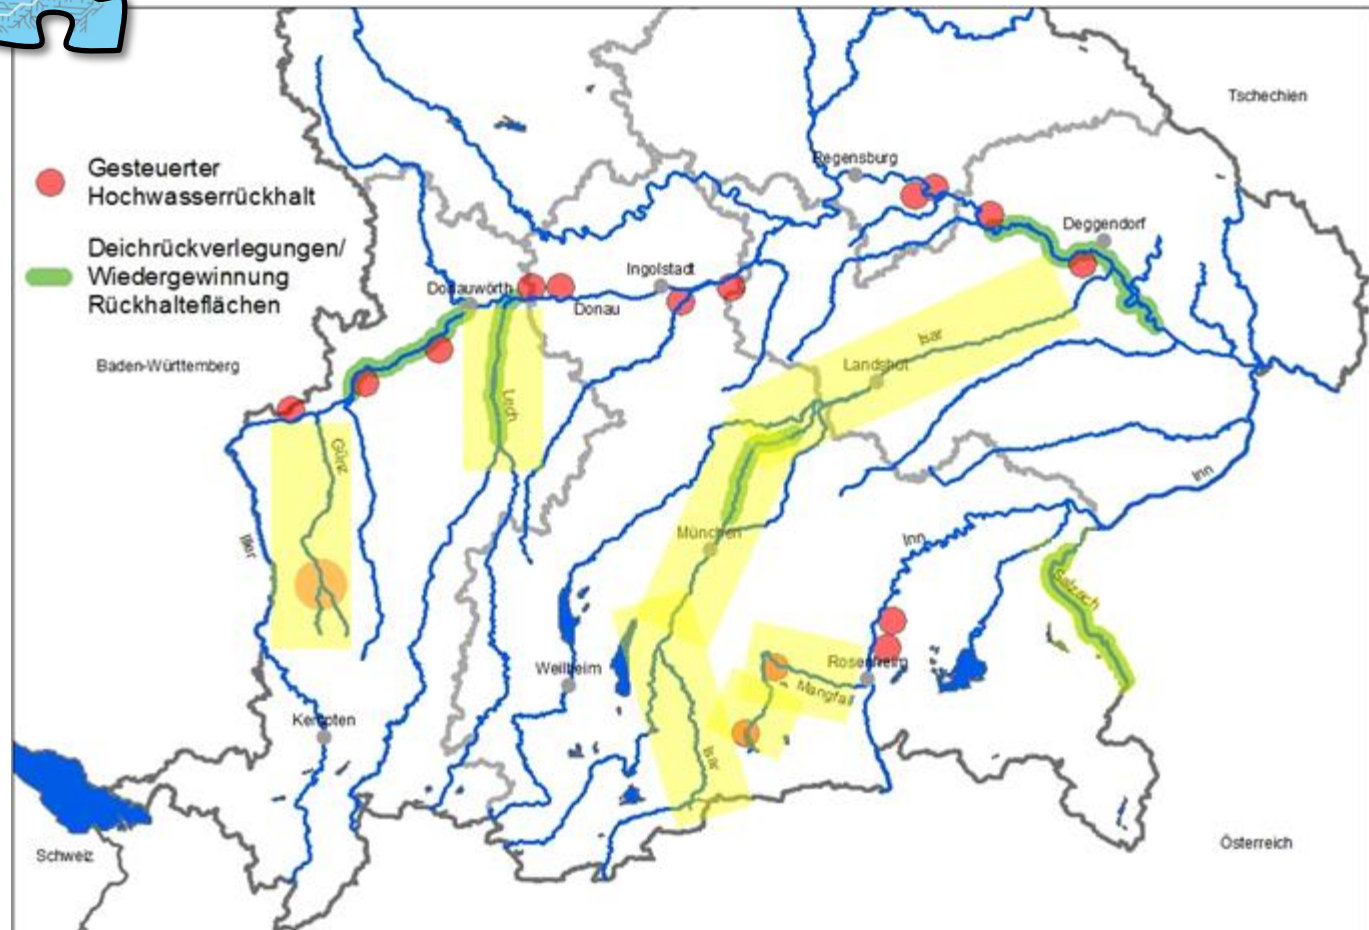 Tschechien
Regensburg
Gesteuerter
Hochwasserrückhalt
Deichrückverlegungen/
Wiedergewinnung
Rückhalteflächen
Deggendorf
Ingolstadt
Donauwörth
Donau
Isar
Baden-Württemberg
Landshut
Lech
Günz
Inn
Iller
München
Inn
Salzach
Weilheim
Rosenheim
Mangfall
Kempten
Isar
Schweiz
Österreich